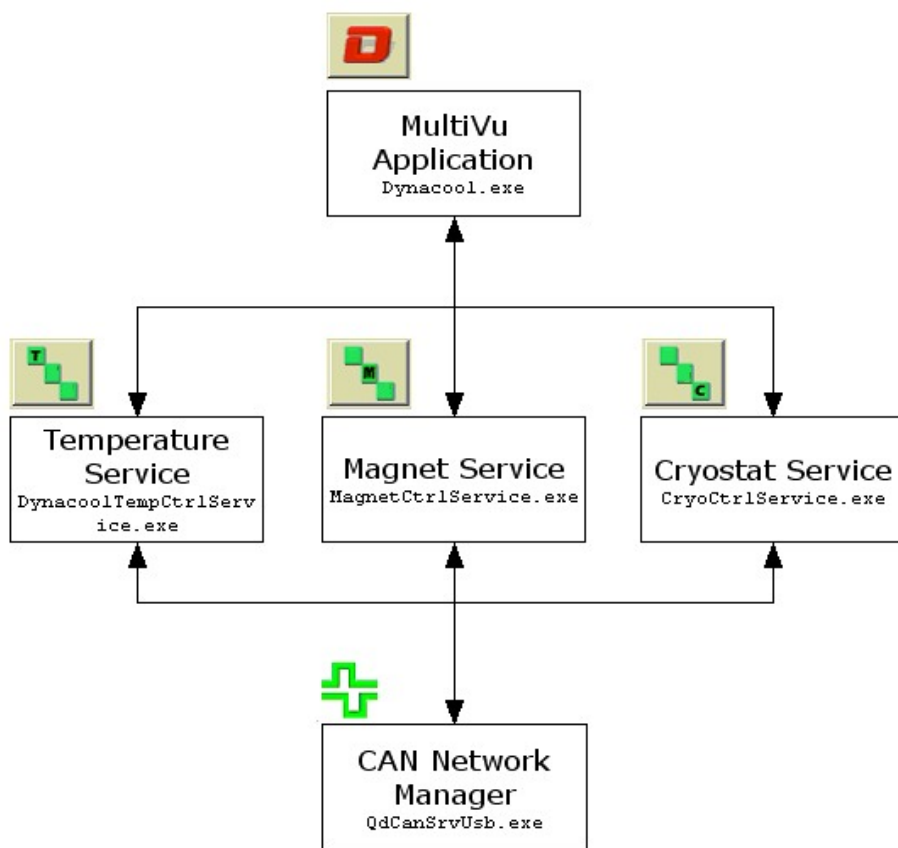 D
MultiVu
Application
Dynacool.exe
T
M
C
Temperature
Service
DynacoolTempCtrlServ
ice.exe
Magnet Service
MagnetCtrlService.exe
Cryostat Service
CryoCtrlService.exe
CAN Network
Manager
QdCanSrvUsb.exe